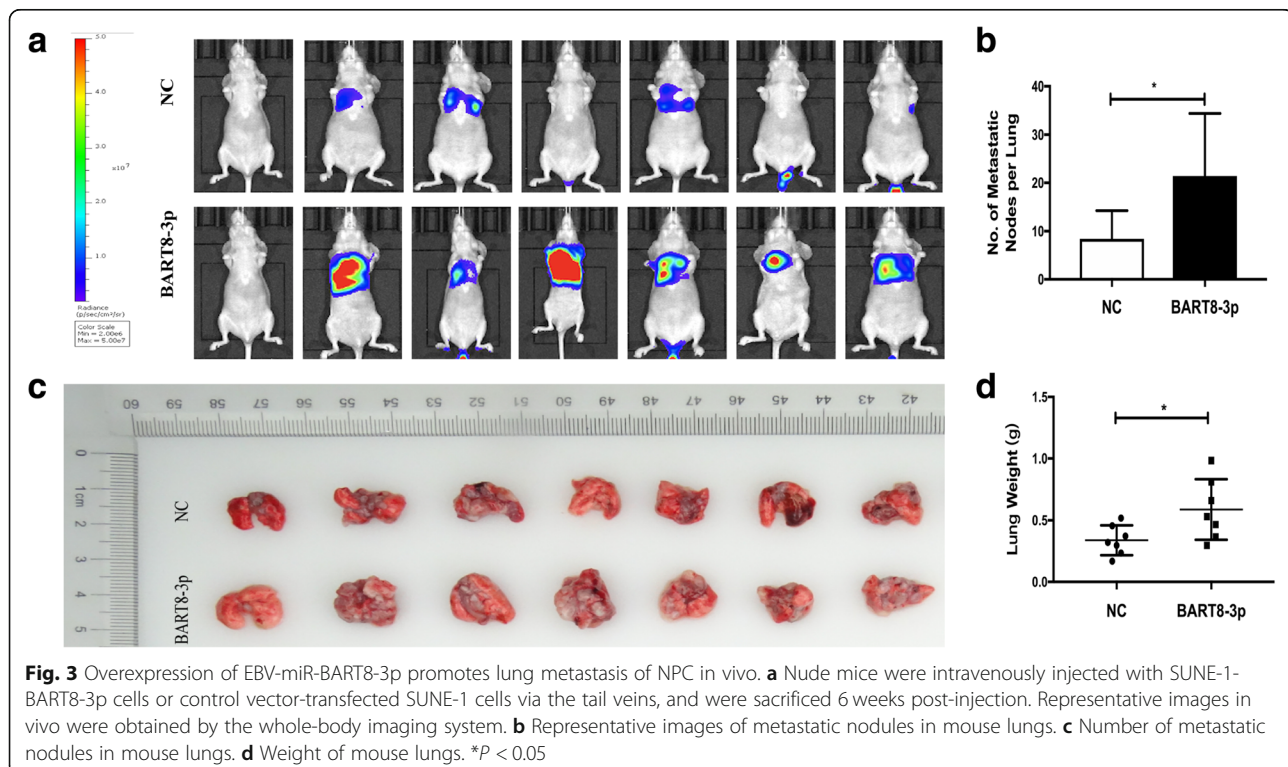 a
5.0
4.0
3.0
×10⁷
2.0
1.0
Radiance
(p/sec/cm²/sr)
Color Scale
Min = 2.00e6
Max = 5.00e7
NC
BART8-3p
b
No. of Metastatic
Nodes per Lung
40
30
20
10
0
*
NC
BART8-3p
c
60
59
58
57
55
54
53
52
51
50
49
48
47
46
45
44
43
42
0
1cm
2
3
4
5
NC
BART8-3p
d
Lung Weight (g)
1.5
1.0
0.5
0.0
*
NC
BART8-3p
Fig. 3 Overexpression of EBV-miR-BART8-3p promotes lung metastasis of NPC in vivo. a Nude mice were intravenously injected with SUNE-1-
BART8-3p cells or control vector-transfected SUNE-1 cells via the tail veins, and were sacrificed 6 weeks post-injection. Representative images in
vivo were obtained by the whole-body imaging system. b Representative images of metastatic nodules in mouse lungs. c Number of metastatic
nodules in mouse lungs. d Weight of mouse lungs. *P < 0.05